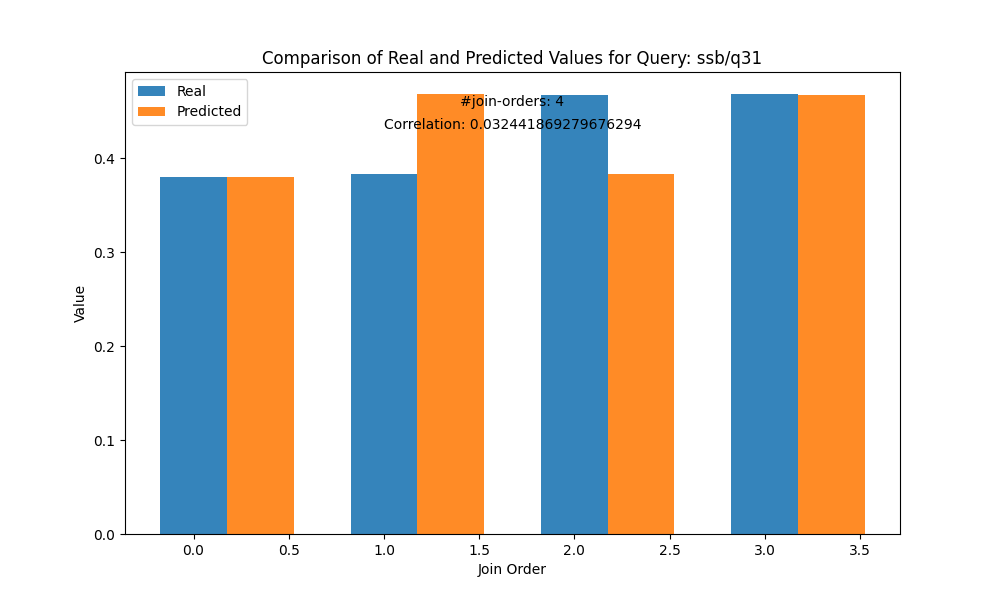 Comparison of Real and Predicted Values for Query: ssb/q31
Real
Predicted
#join-orders: 4
Correlation: 0.032441869279676294
Value
0.4
0.3
0.2
0.1
0.0
0.0 0.5 1.0 1.5 2.0 2.5 3.0 3.5
Join Order